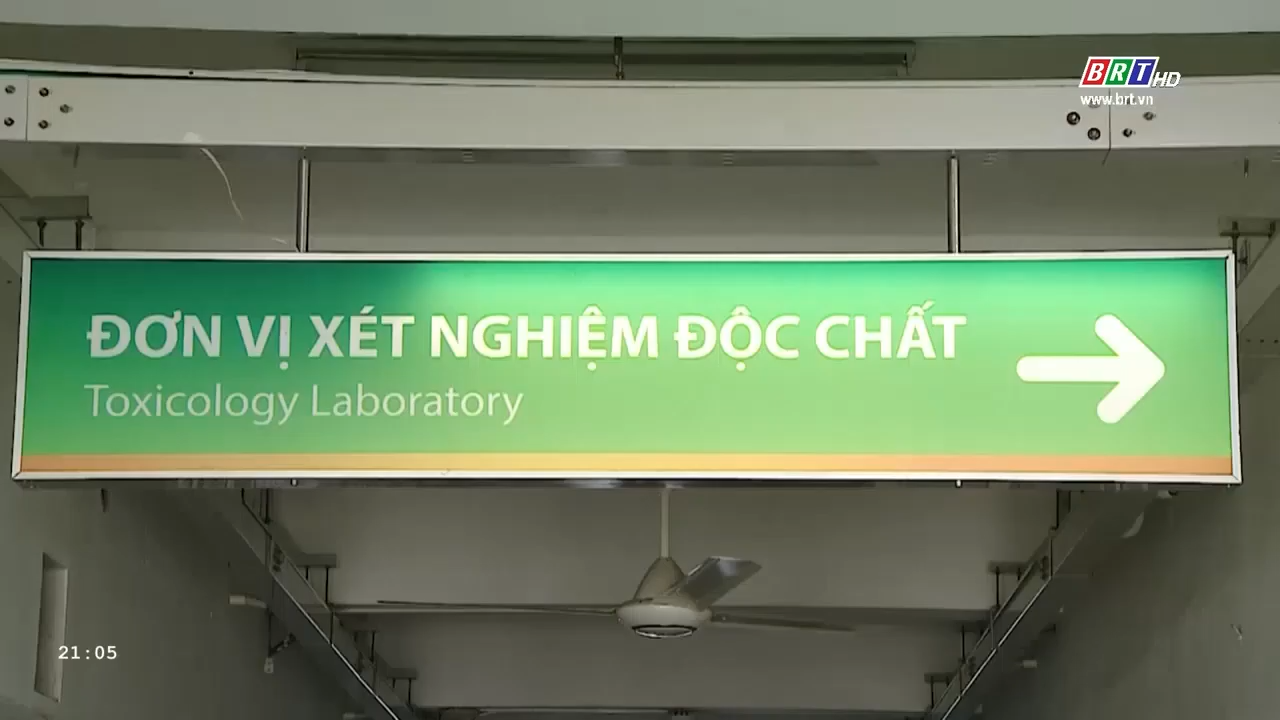 BRT HD
www.brt.vn
ĐƠN VỊ XÉT NGHIỆM ĐỘC CHẤT
Toxicology Laboratory
21:05